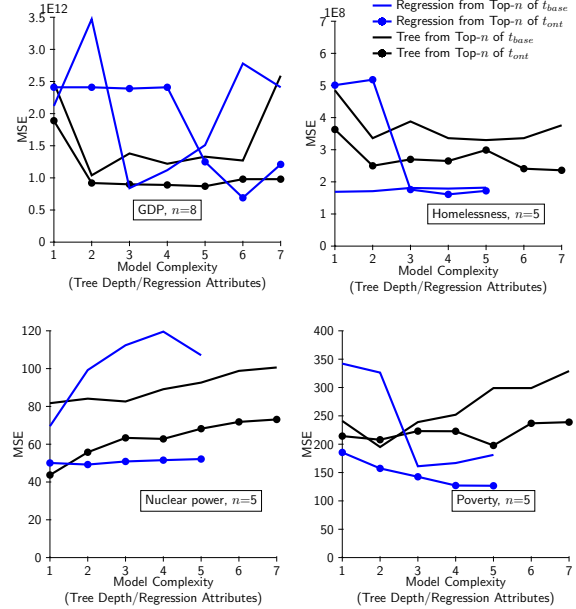 Regression from Top-n of t_base
Regression from Top-n of t_ont
Tree from Top-n of t_base
Tree from Top-n of t_ont
3.1E12
2.5
2.0
1.5
1.0
0.5
0
MSE
1 2 3 4 5 6 7
GDP, n=8
Model Complexity
(Tree Depth/Regression Attributes)
7E8
6
5
4
3
2
1
0
MSE
1 2 3 4 5 6 7
Homelessness, n=5
Model Complexity
(Tree Depth/Regression Attributes)
120
100
80
60
40
20
0
MSE
1 2 3 4 5 6 7
Nuclear power, n=5
Model Complexity
(Tree Depth/Regression Attributes)
400
350
300
250
200
150
100
50
0
MSE
1 2 3 4 5 6 7
Poverty, n=5
Model Complexity
(Tree Depth/Regression Attributes)